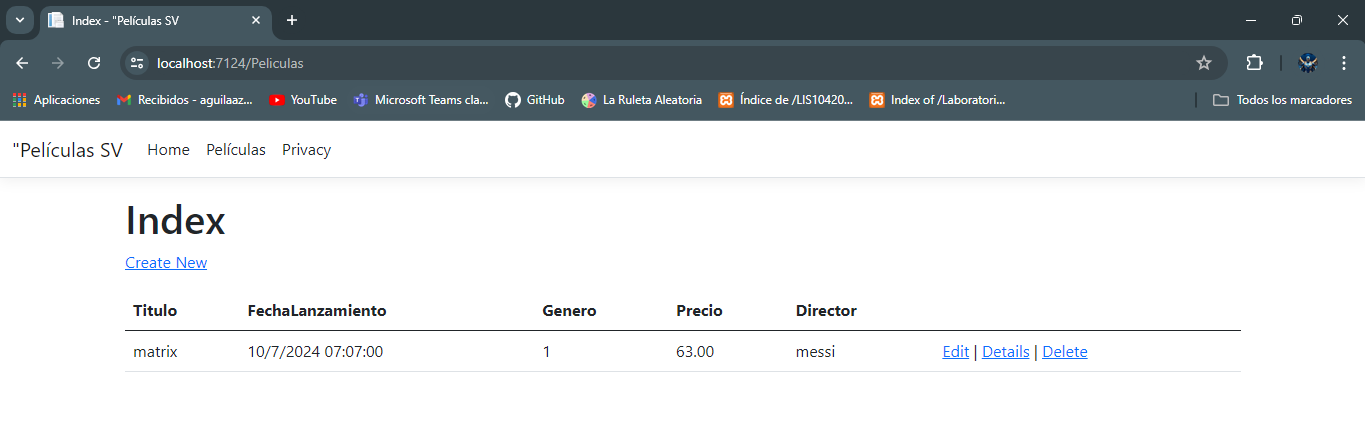 Index - "Películas SV
localhost:7124/Peliculas
Aplicaciones Recibidos - aguilaaz... YouTube Microsoft Teams cla... GitHub La Ruleta Aleatoria Índice de /LIS10420... Index of /Laboratori... Todos los marcadores
"Películas SV Home Películas Privacy
Index
Create New
Titulo FechaLanzamiento Genero Precio Director
matrix 10/7/2024 07:07:00 1 63.00 messi Edit | Details | Delete